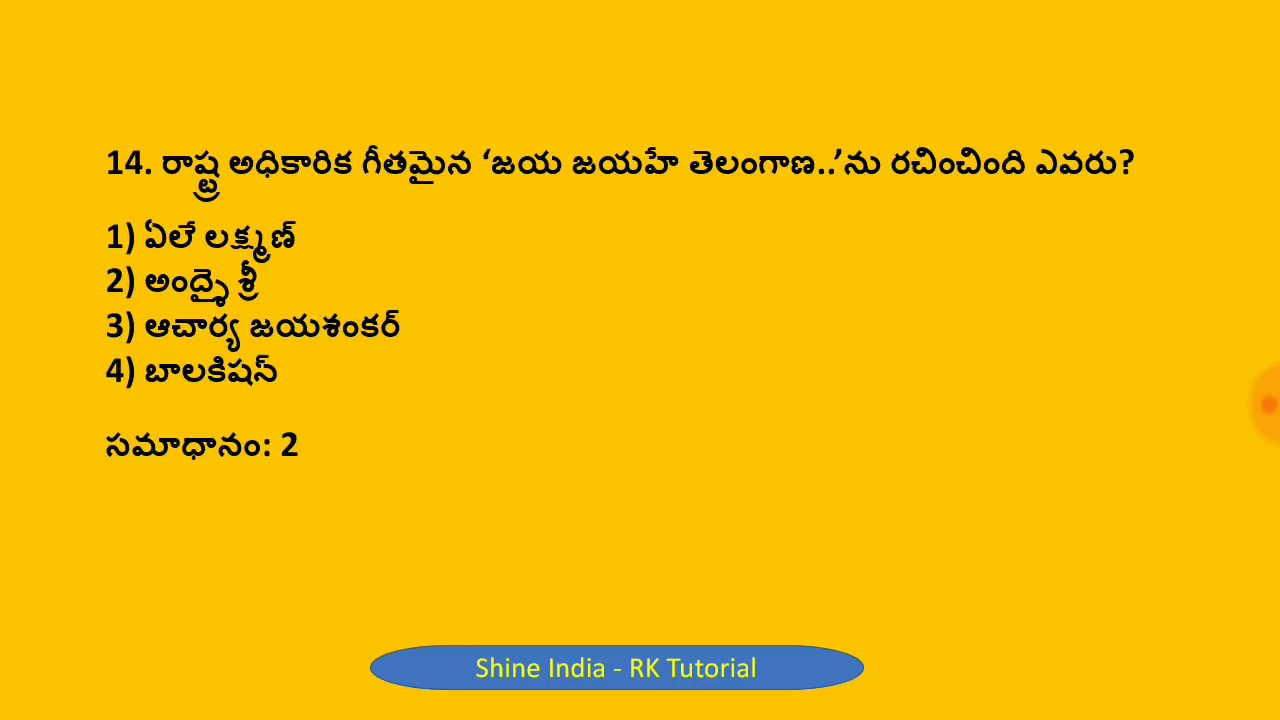 14. రాష్ట్ర అధికారిక గీతమైన ‘జయ జయహే తెలంగాణ..’ను రచించింది ఎవరు?
1) ఏలే లక్ష్మణ్
2) అంద్శై శ్రీ
3) ఆచార్య జయశంకర్
4) బాలకిషన్
సమాధానం: 2
Shine India - RK Tutorial